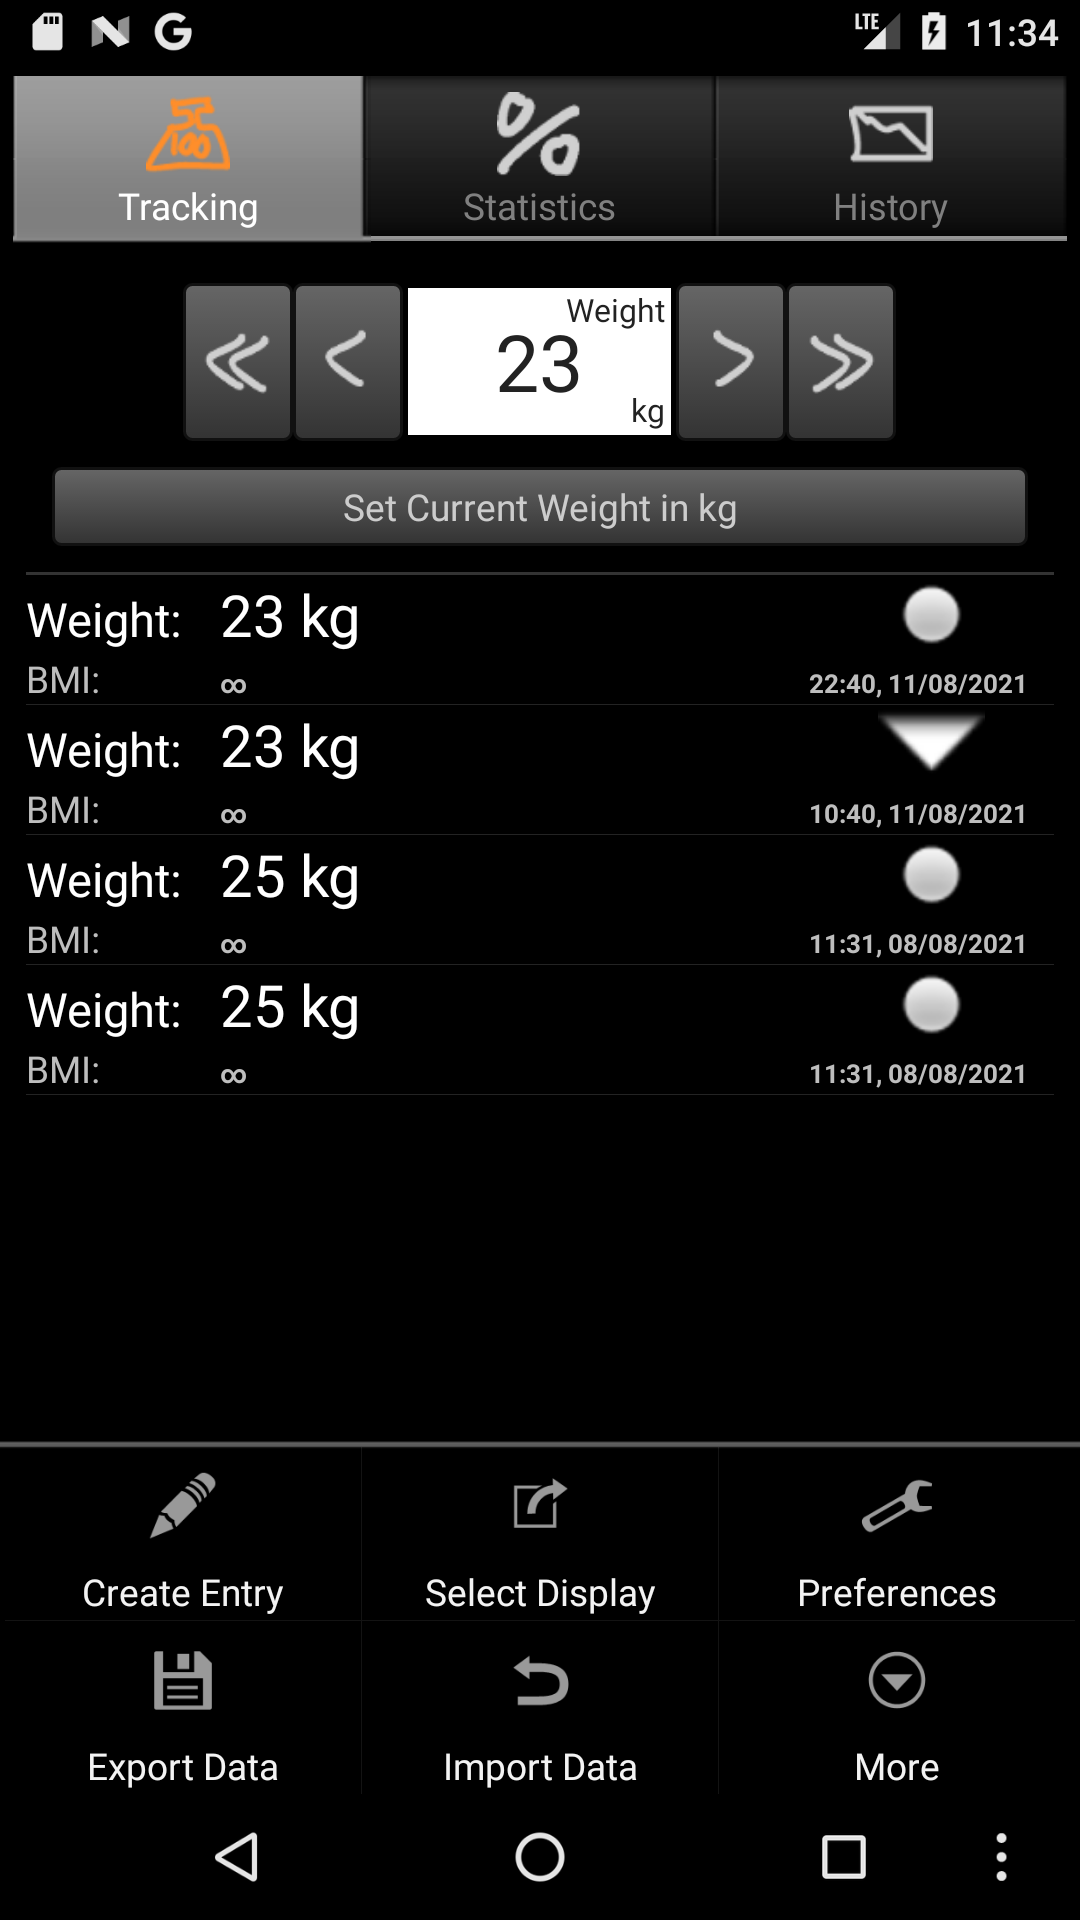 LTE 11:34
Tracking Statistics History
Weight
23
kg
Set Current Weight in kg
Weight: 23 kg
BMI: ∞ 22:40, 11/08/2021
Weight: 23 kg
BMI: ∞ 10:40, 11/08/2021
Weight: 25 kg
BMI: ∞ 11:31, 08/08/2021
Weight: 25 kg
BMI: ∞ 11:31, 08/08/2021
Create Entry Select Display Preferences
Export Data Import Data More